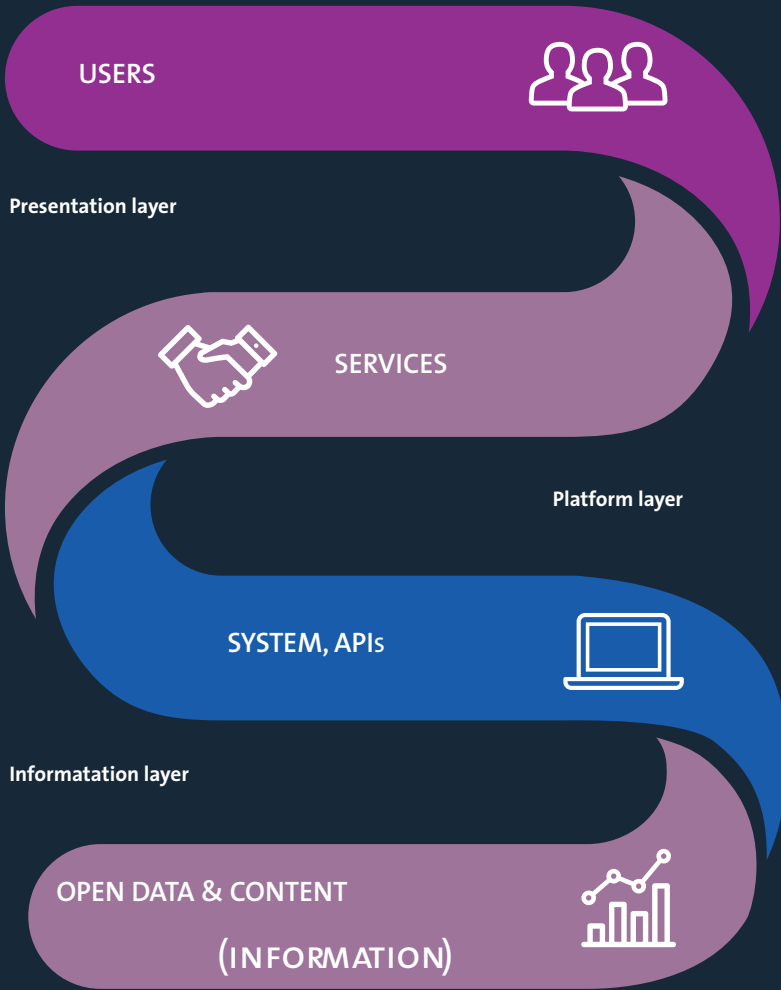 USERS
Presentation layer
SERVICES
Platform layer
SYSTEM, APIs
Informatation layer
OPEN DATA & CONTENT
(INFORMATION)